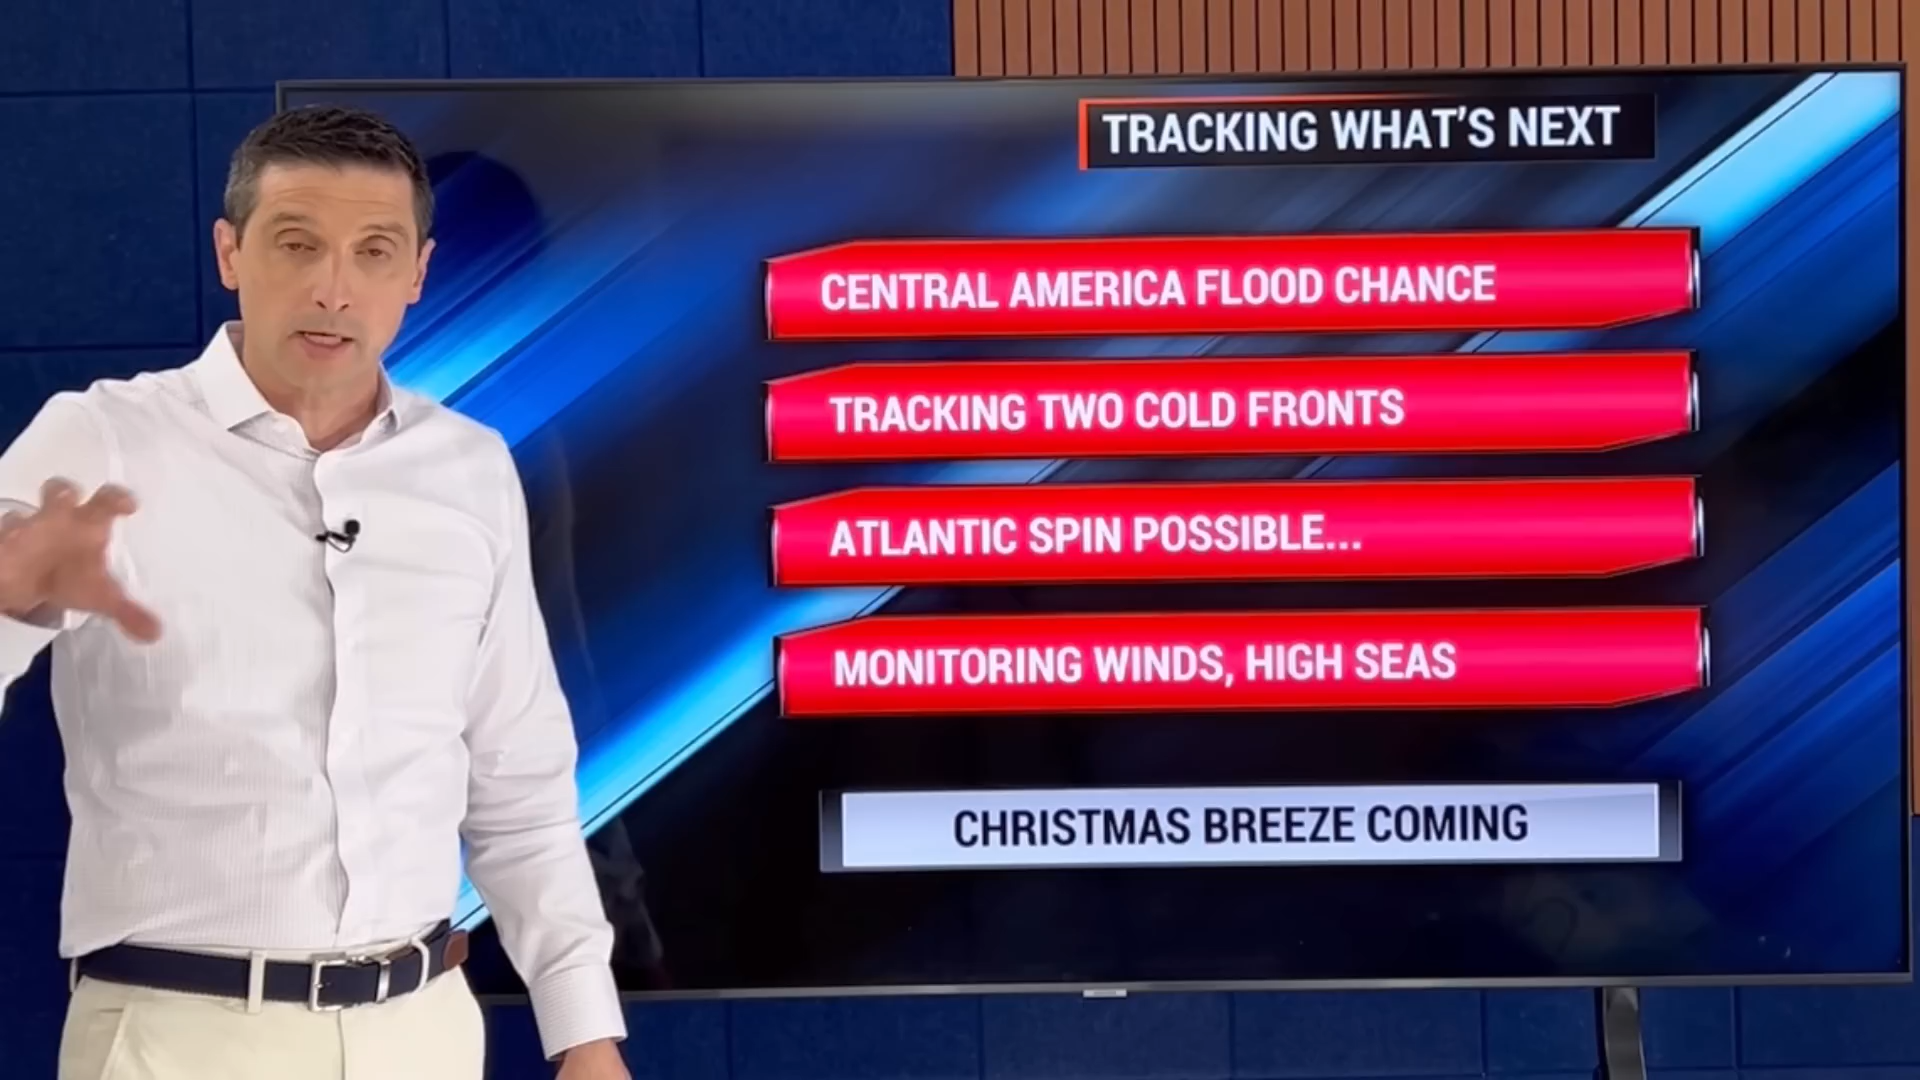 TRACKING WHAT'S NEXT
CENTRAL AMERICA FLOOD CHANCE
TRACKING TWO COLD FRONTS
ATLANTIC SPIN POSSIBLE...
MONITORING WINDS, HIGH SEAS
CHRISTMAS BREEZE COMING